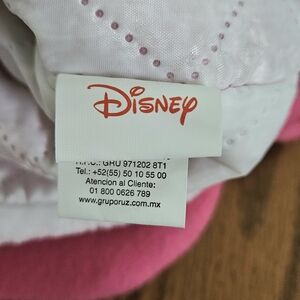 Disney
R.F.C.: GRU 971202 8T1
Tel.: +52(55) 50 10 55 00
Atencion al Cliente:
01 800 0626 789
www.grupruz.com.mx